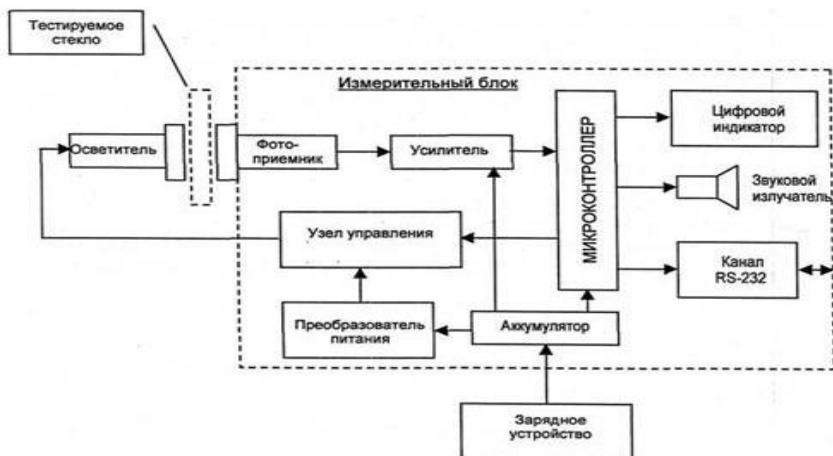 Тестируемое
стекло
Измерительный блок
Осветитель
Фото-
приемник
Усилитель
МИКРОКОНТРОЛЛЕР
Цифровой
индикатор
Звуковой
излучатель
Узел управления
Канал
RS-232
Преобразователь
питания
Аккумулятор
Зарядное
устройство